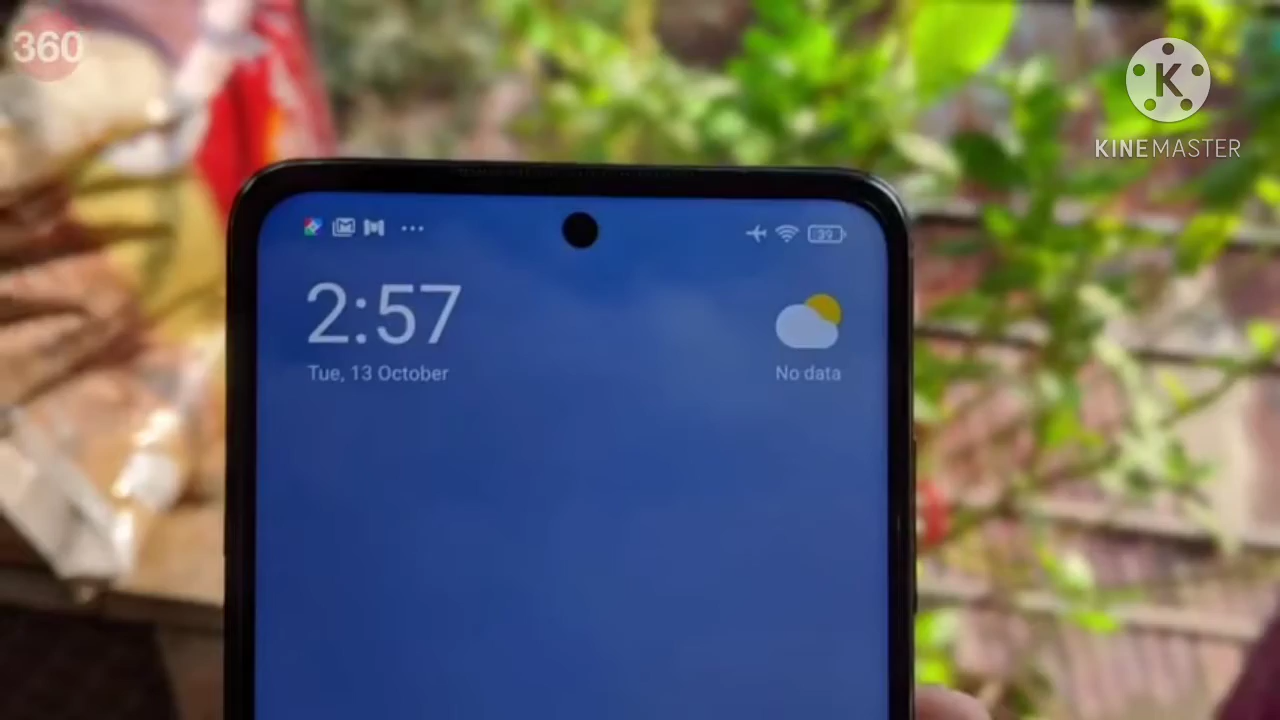 360
K
KINEMASTER
39
2:57
Tue, 13 October
No data